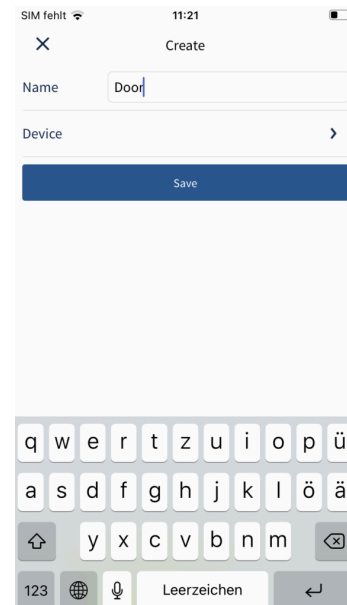 SIM fehlt 11:21
Create
Name Door
Device
Save
q w e r t z u i o p ü
a s d f g h j k l ö ä
y x c v b n m
123 Leerzeichen